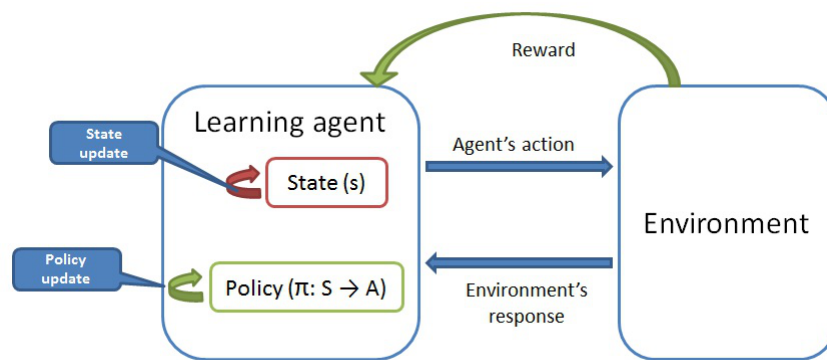 Reward
Learning agent
State
update
Agent's action
State (s)
Environment
Policy
update
Policy (π: S → A)
Environment's
response